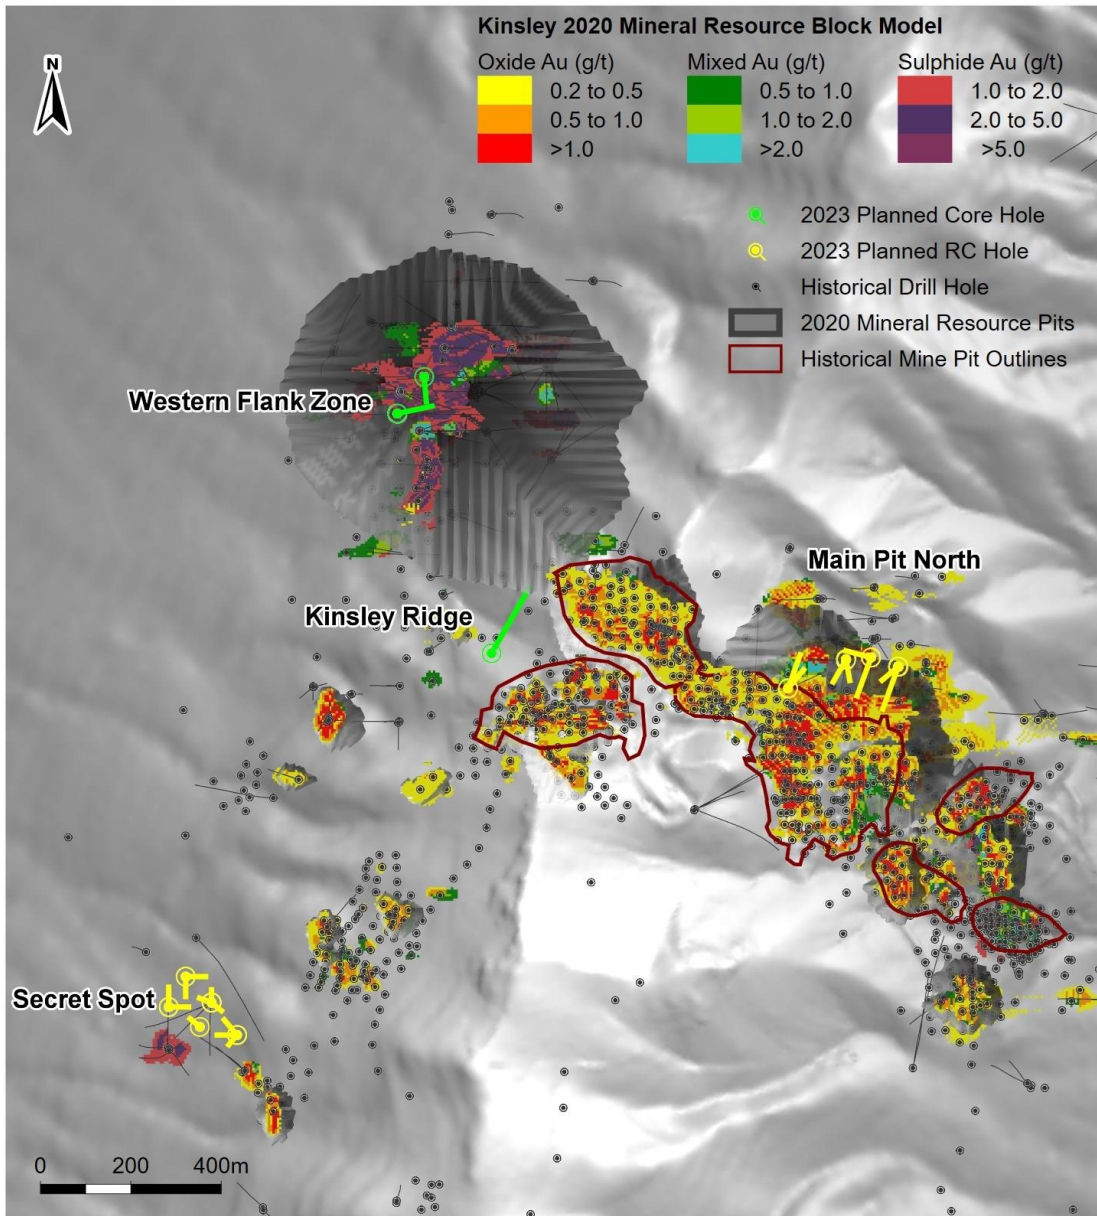 Kinsley 2020 Mineral Resource Block Model
Oxide Au (g/t)
0.2 to 0.5
0.5 to 1.0
>1.0
Mixed Au (g/t)
0.5 to 1.0
1.0 to 2.0
>2.0
Sulphide Au (g/t)
1.0 to 2.0
2.0 to 5.0
>5.0
N
2023 Planned Core Hole
2023 Planned RC Hole
Historical Drill Hole
2020 Mineral Resource Pits
Historical Mine Pit Outlines
Western Flank Zone
Main Pit North
Kinsley Ridge
Secret Spot
0 200 400m